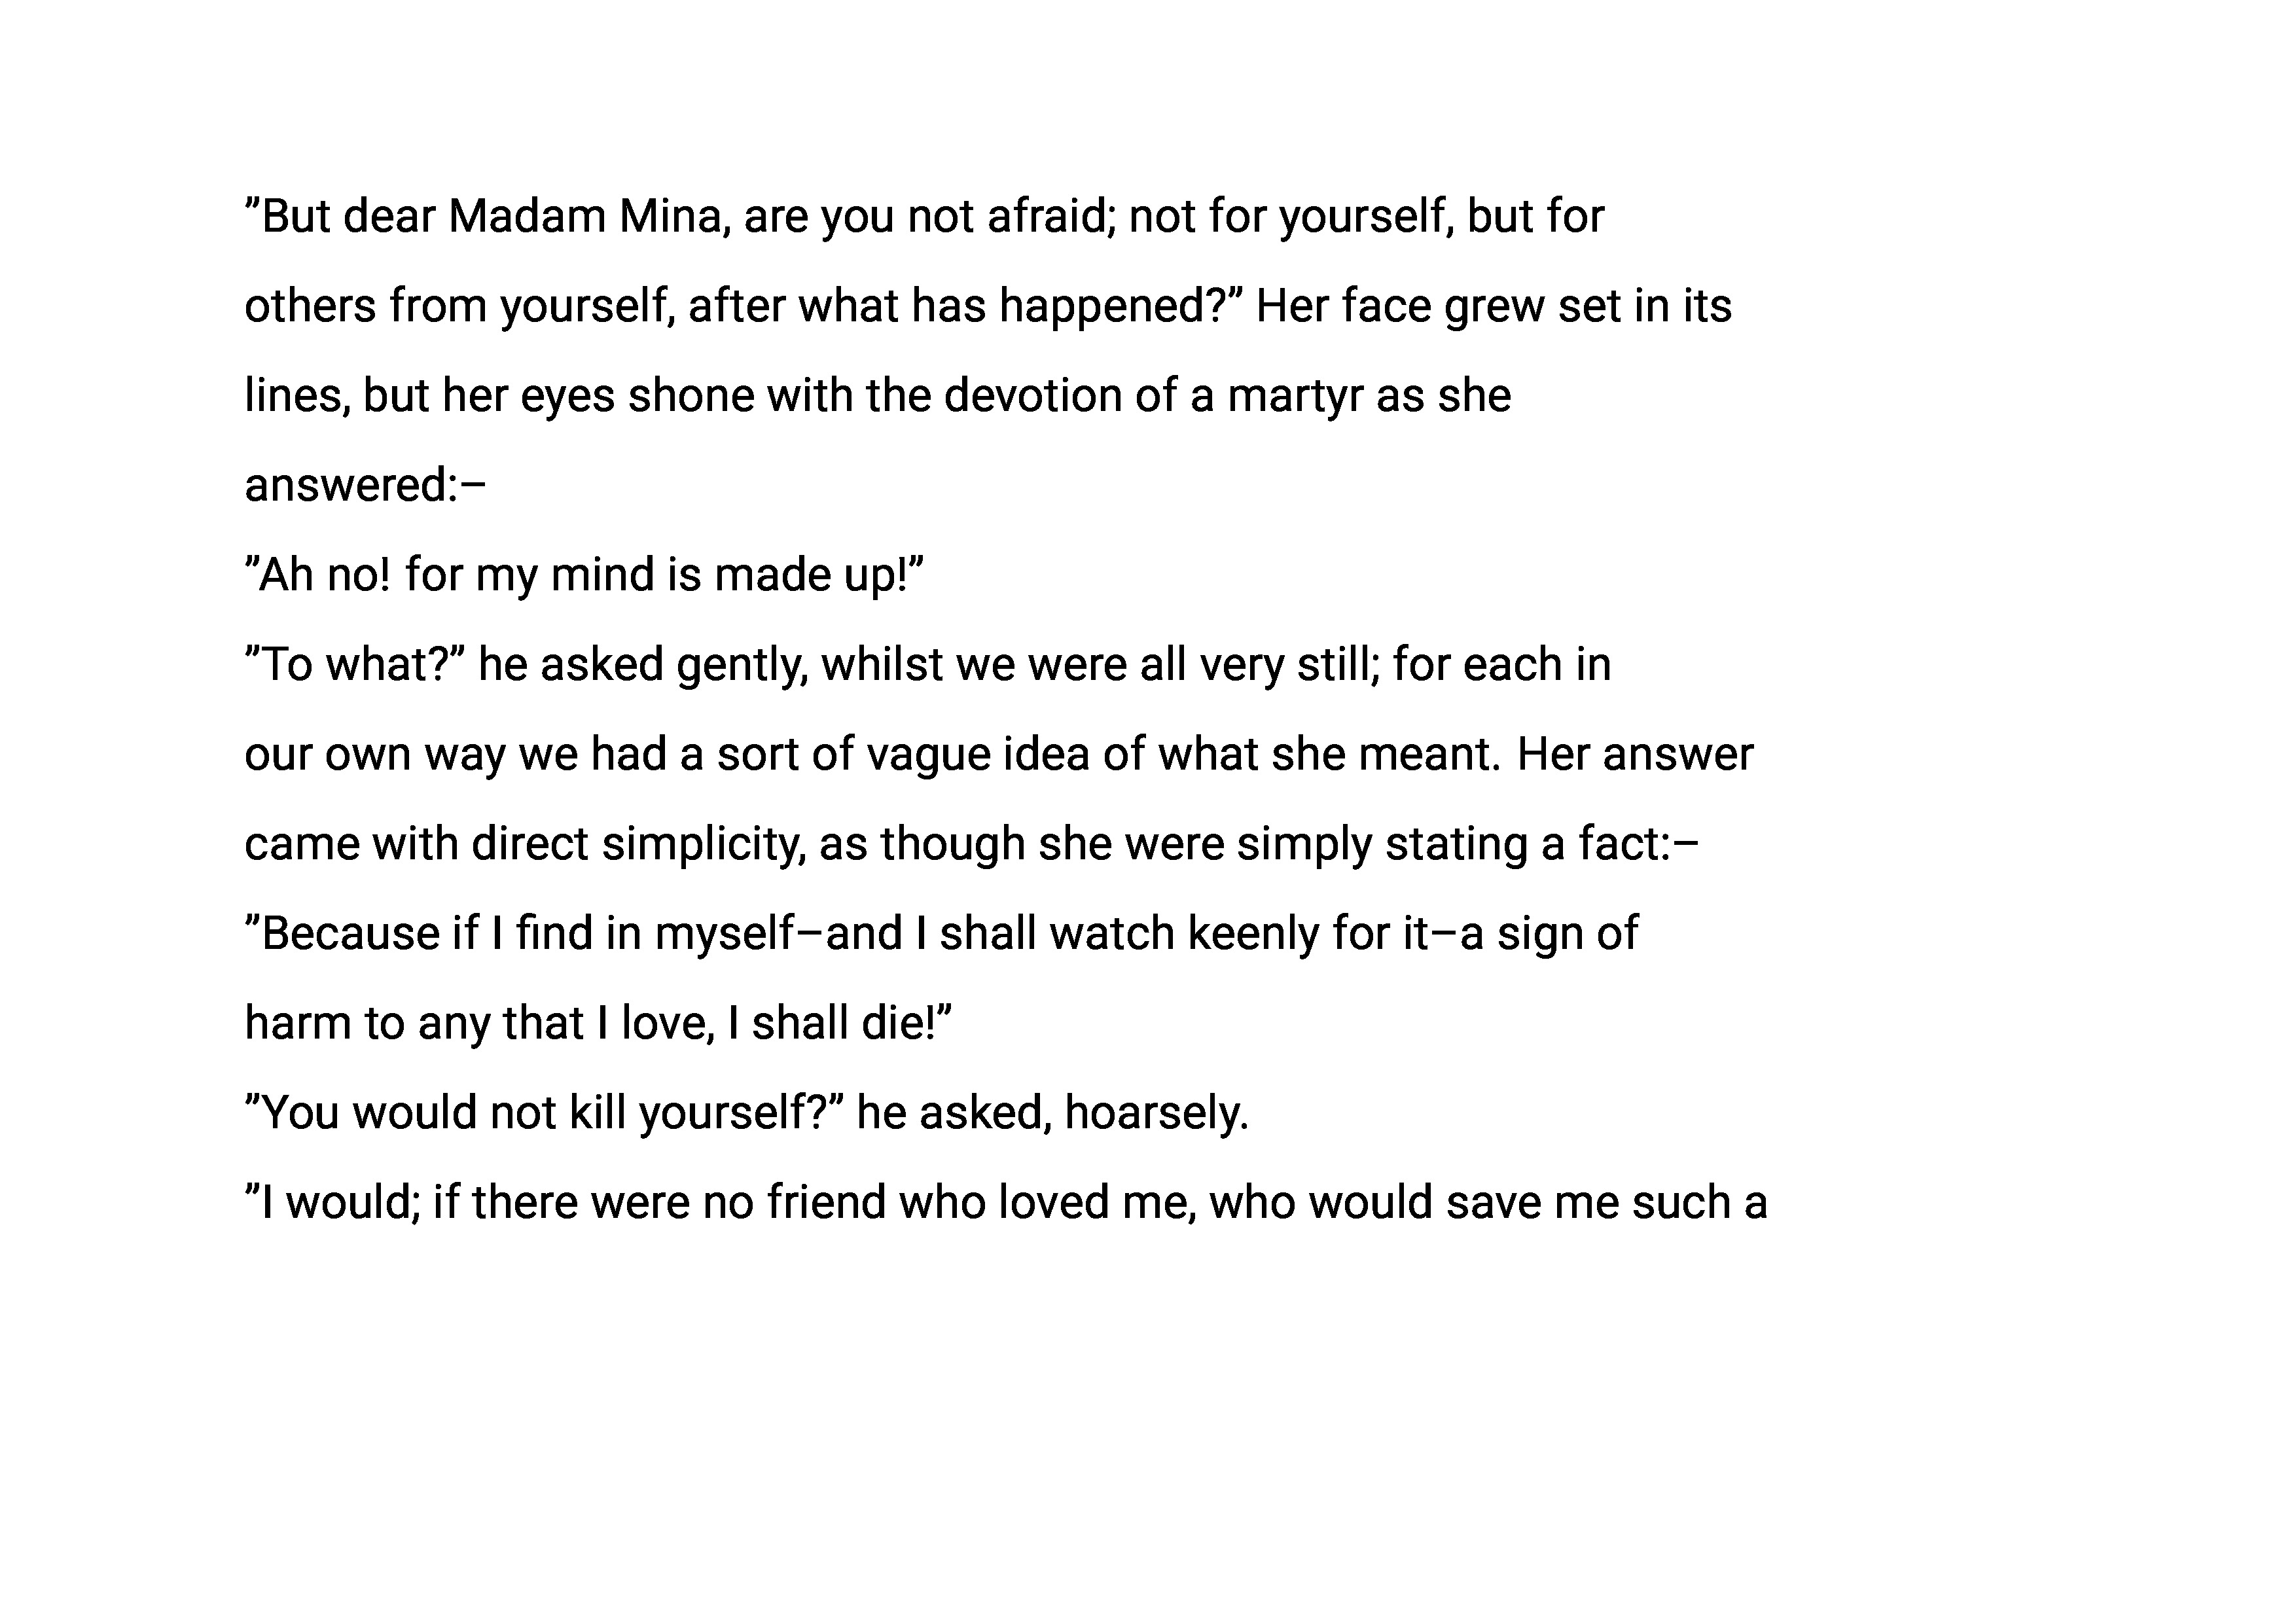 ”But dear Madam Mina, are you not afraid; not for yourself, but for
others from yourself, after what has happened?” Her face grew set in its
lines, but her eyes shone with the devotion of a martyr as she
answered:–
”Ah no! for my mind is made up!”
”To what?” he asked gently, whilst we were all very still; for each in
our own way we had a sort of vague idea of what she meant. Her answer
came with direct simplicity, as though she were simply stating a fact:–
”Because if I find in myself–and I shall watch keenly for it–a sign of
harm to any that I love, I shall die!”
”You would not kill yourself?” he asked, hoarsely.
”I would; if there were no friend who loved me, who would save me such a